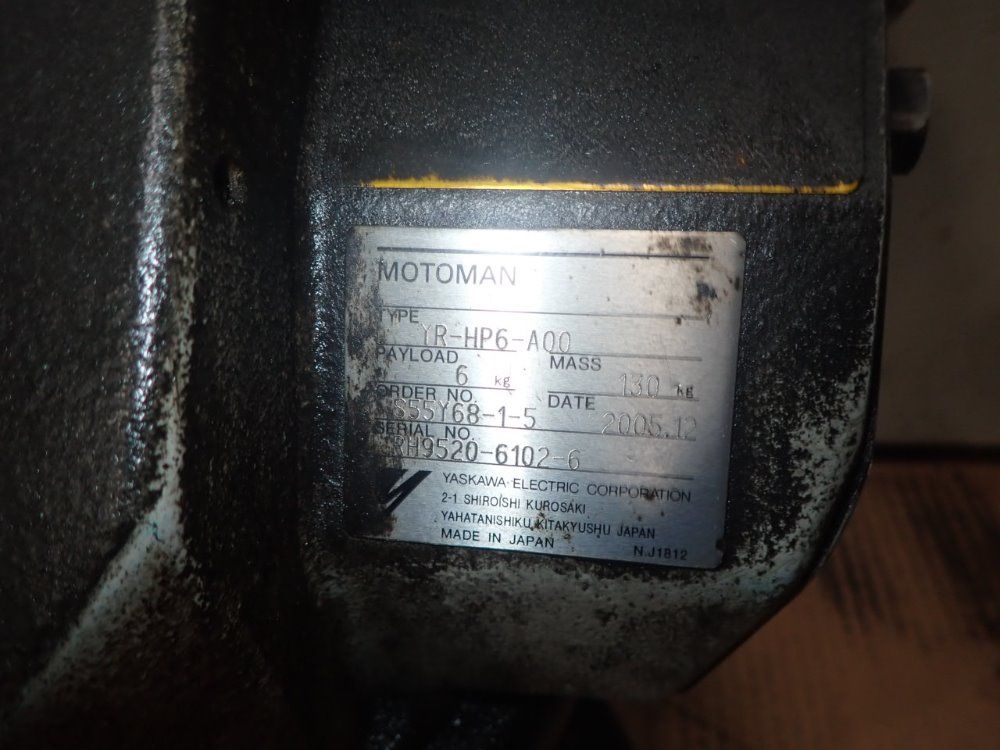 MOTOMAN
TYPE YR-HP6-A00
PAYLOAD 6 kg MASS 130 kg
ORDER NO. S55Y68-1-5 DATE 2005.12
SERIAL NO. RH9520-6102-6
YASKAWA ELECTRIC CORPORATION
2-1 SHIROISHI KUROSAKI
YAHATANISHIKU, KITAKYUSHU JAPAN
MADE IN JAPAN N.J1812